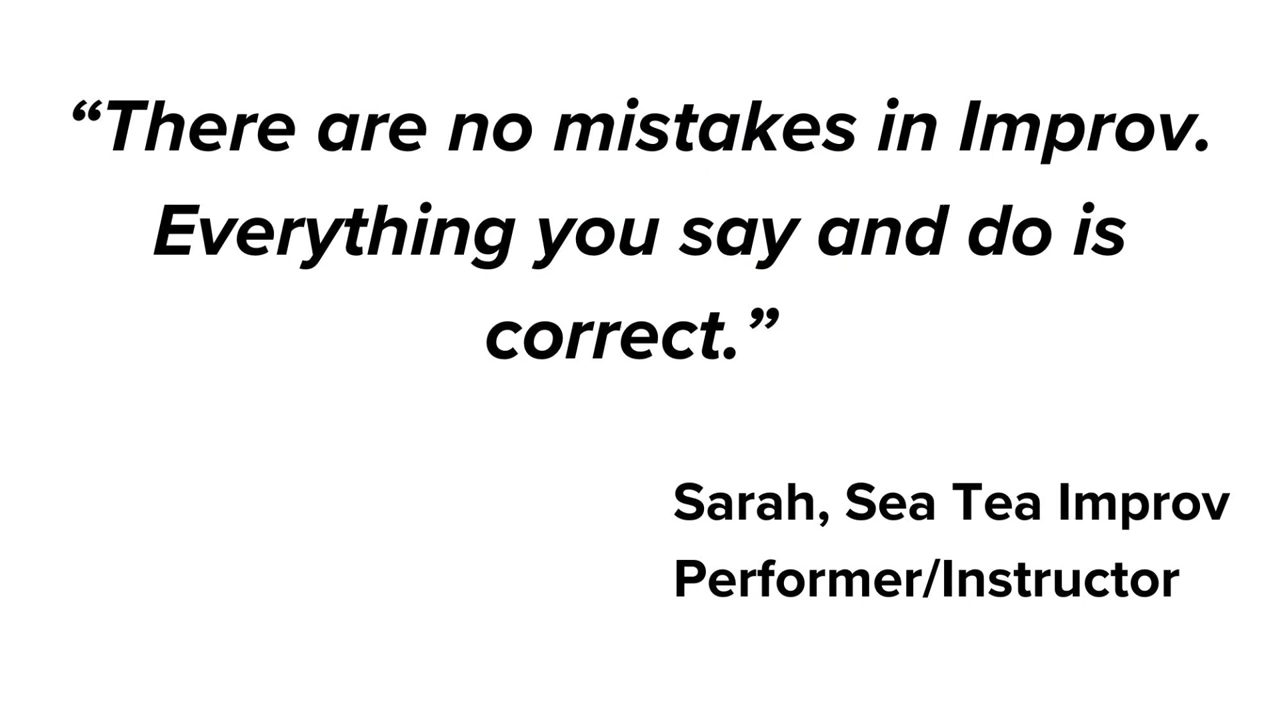 “There are no mistakes in Improv.
Everything you say and do is
correct.”
Sarah, Sea Tea Improv
Performer/Instructor